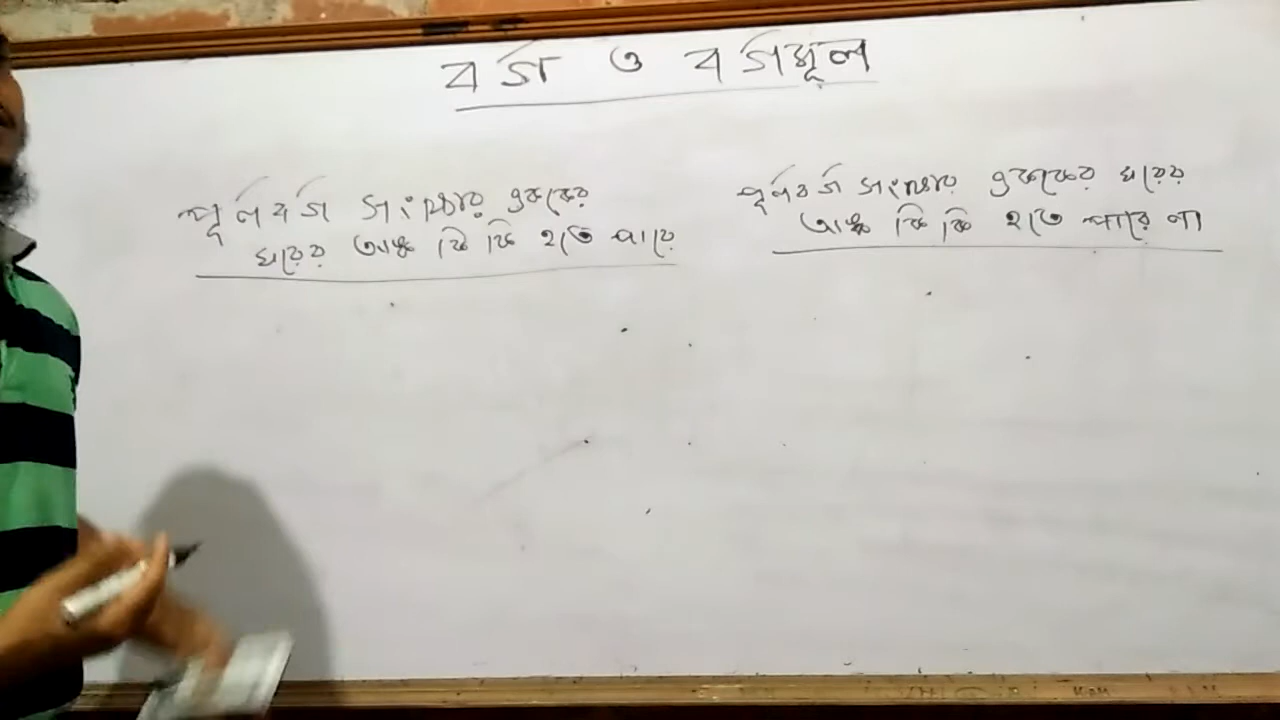 বর্গ ও বর্গমূল
পূর্ণবর্গ সংখ্যার এককের
ঘরের অঙ্ক কি কি হতে পারে
পূর্ণবর্গ সংখ্যার এককের ঘরের
অঙ্ক কি কি হতে পারে না